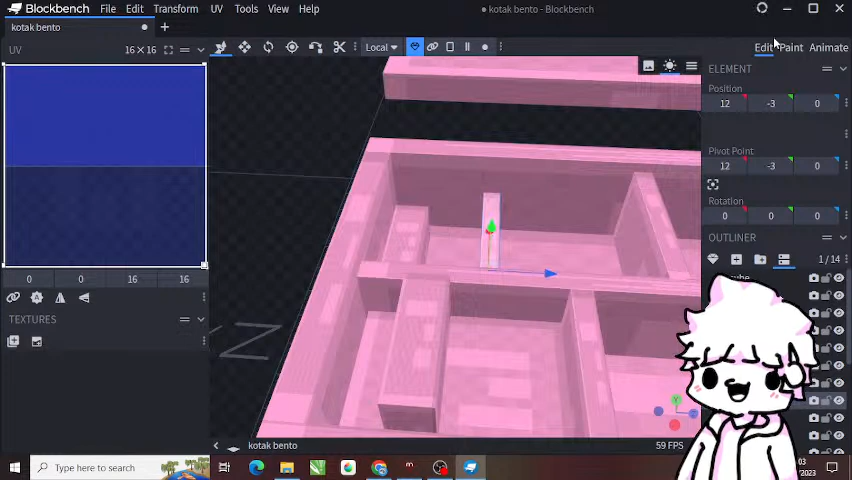 File Edit Transform UV Tools View Help
kotak bento - Blockbench
kotak bento
UV 16 × 16
Local
Edit Paint Animate
ELEMENT
Position
12 -3 0
Pivot Point
12 -3 0
Rotation
0 0 0
OUTLINER
1/14
cube
0 0 16 16
TEXTURES
Z
kotak bento
59 FPS
Type here to search